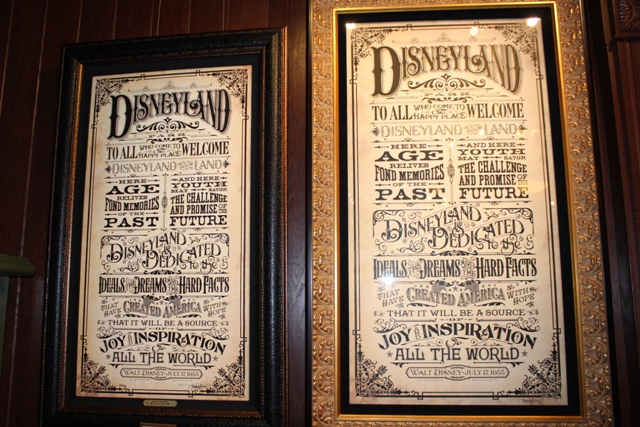 DISNEYLAND
PARK
TO ALL WHO COME TO THIS HAPPY PLACE WELCOME
DISNEYLAND IS YOUR LAND
HERE
AGE
RELIVES
FOND MEMORIES
OF THE
PAST
AND HERE
YOUTH
MAY SAVOR
THE CHALLENGE
AND PROMISE OF THE
FUTURE
DISNEYLAND
IS DEDICATED
IDEALS THE DREAMS AND THE HARD FACTS
THAT HAVE CREATED AMERICA WITH HOPE
THAT IT WILL BE A SOURCE
OF
JOY AND INSPIRATION
To
ALL THE WORLD
WALT DISNEY • JULY 17, 1955
DISNEYLAND
PARK
TO ALL WHO COME TO THIS HAPPY PLACE WELCOME
DISNEYLAND IS YOUR LAND
HERE
AGE
RELIVES
FOND MEMORIES
OF THE
PAST
AND HERE
YOUTH
MAY SAVOR
THE CHALLENGE
AND PROMISE OF THE
FUTURE
DISNEYLAND
IS DEDICATED
IDEALS THE DREAMS AND THE HARD FACTS
THAT HAVE CREATED AMERICA WITH HOPE
THAT IT WILL BE A SOURCE
OF
JOY AND INSPIRATION
To
ALL THE WORLD
WALT DISNEY • JULY 17, 1955